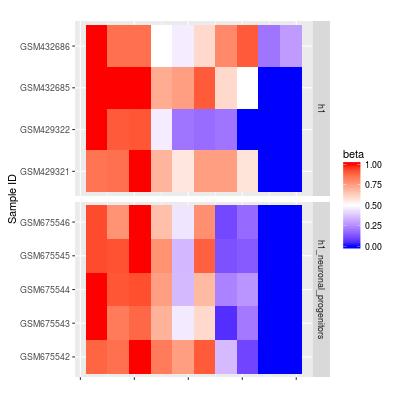 GSM432686
GSM432685
GSM429322
GSM429321
h1
GSM675546
GSM675545
GSM675544
GSM675543
GSM675542
h1_neuronal_progenitors
Sample ID
beta
1.00
0.75
0.50
0.25
0.00